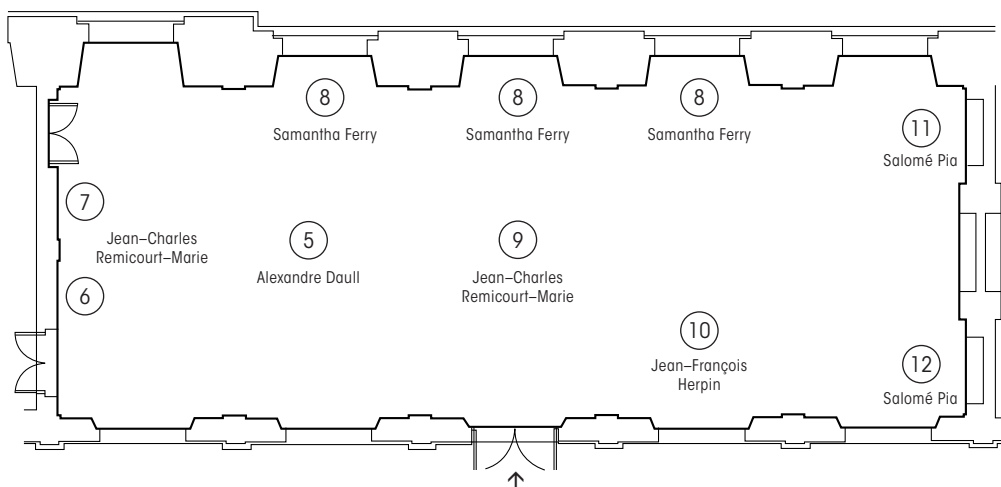 8
Samantha Ferry
8
Samantha Ferry
8
Samantha Ferry
11
Salomé Pia
7
Jean–Charles
Remicourt–Marie
6
5
Alexandre Daull
9
Jean–Charles
Remicourt–Marie
10
Jean–François
Herpin
12
Salomé Pia